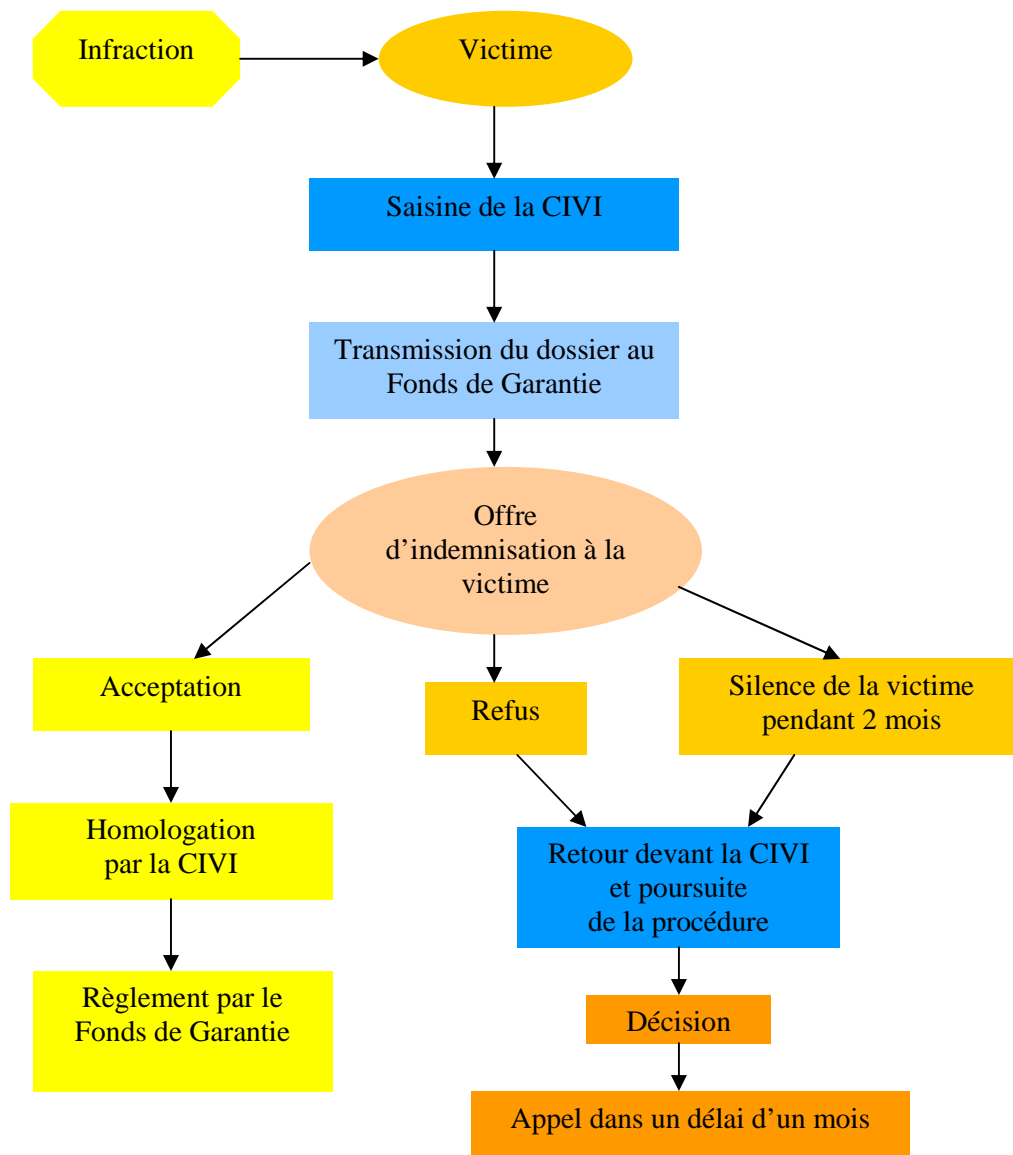 Infraction
Victime
Saisine de la CIVI
Transmission du dossier au
Fonds de Garantie
Offre
d’indemnisation à la
victime
Acceptation
Refus
Silence de la victime
pendant 2 mois
Homologation
par la CIVI
Retour devant la CIVI
et poursuite
de la procédure
Règlement par le
Fonds de Garantie
Décision
Appel dans un délai d’un mois